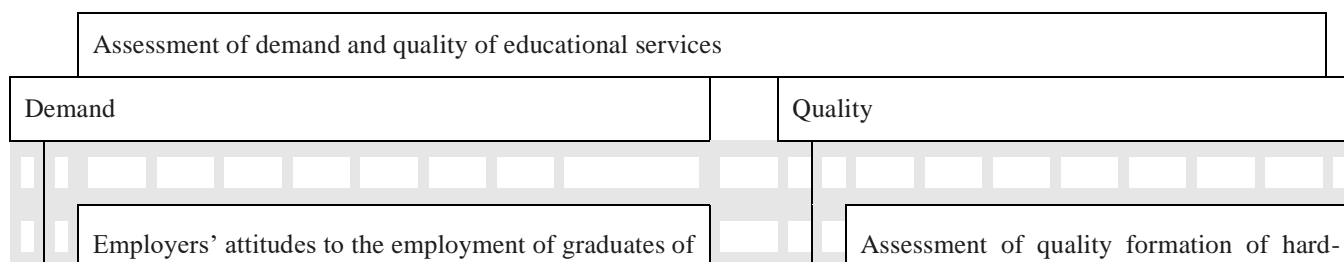 Assessment of demand and quality of educational services
Demand
Quality
Employers’ attitudes to the employment of graduates of
Assessment of quality formation of hard-